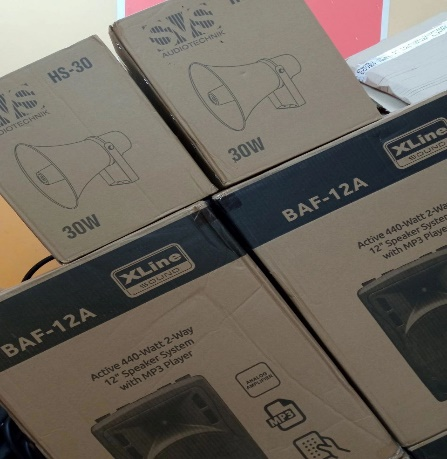 SVS
AUDIOTECHNIK
HS-30
30W
SVS
AUDIOTECHNIK
30W
XLine
SOUND
BAF-12A
Active 440-Watt 2-Way
12" Speaker System
with MP3 Player
ANALOG
AMPLIFIER
MP3
XLine
SOUND
BAF-12A
Active 440-Watt 2-Way
12" Speaker System
with MP3 Player